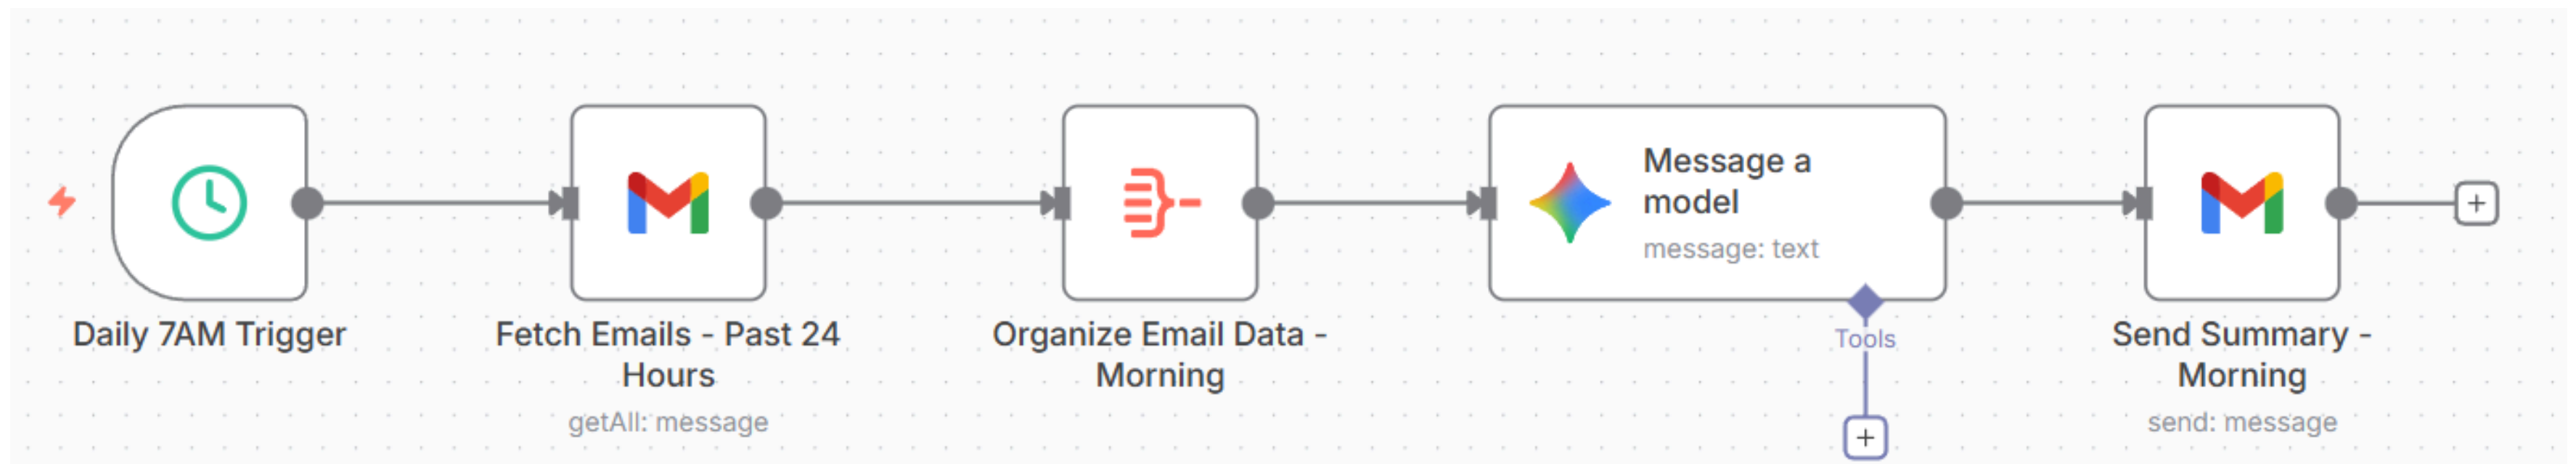 Daily 7AM Trigger
Fetch Emails - Past 24
Hours
getAll: message
Organize Email Data -
Morning
Message a
model
message: text
Tools
Send Summary -
Morning
send: message